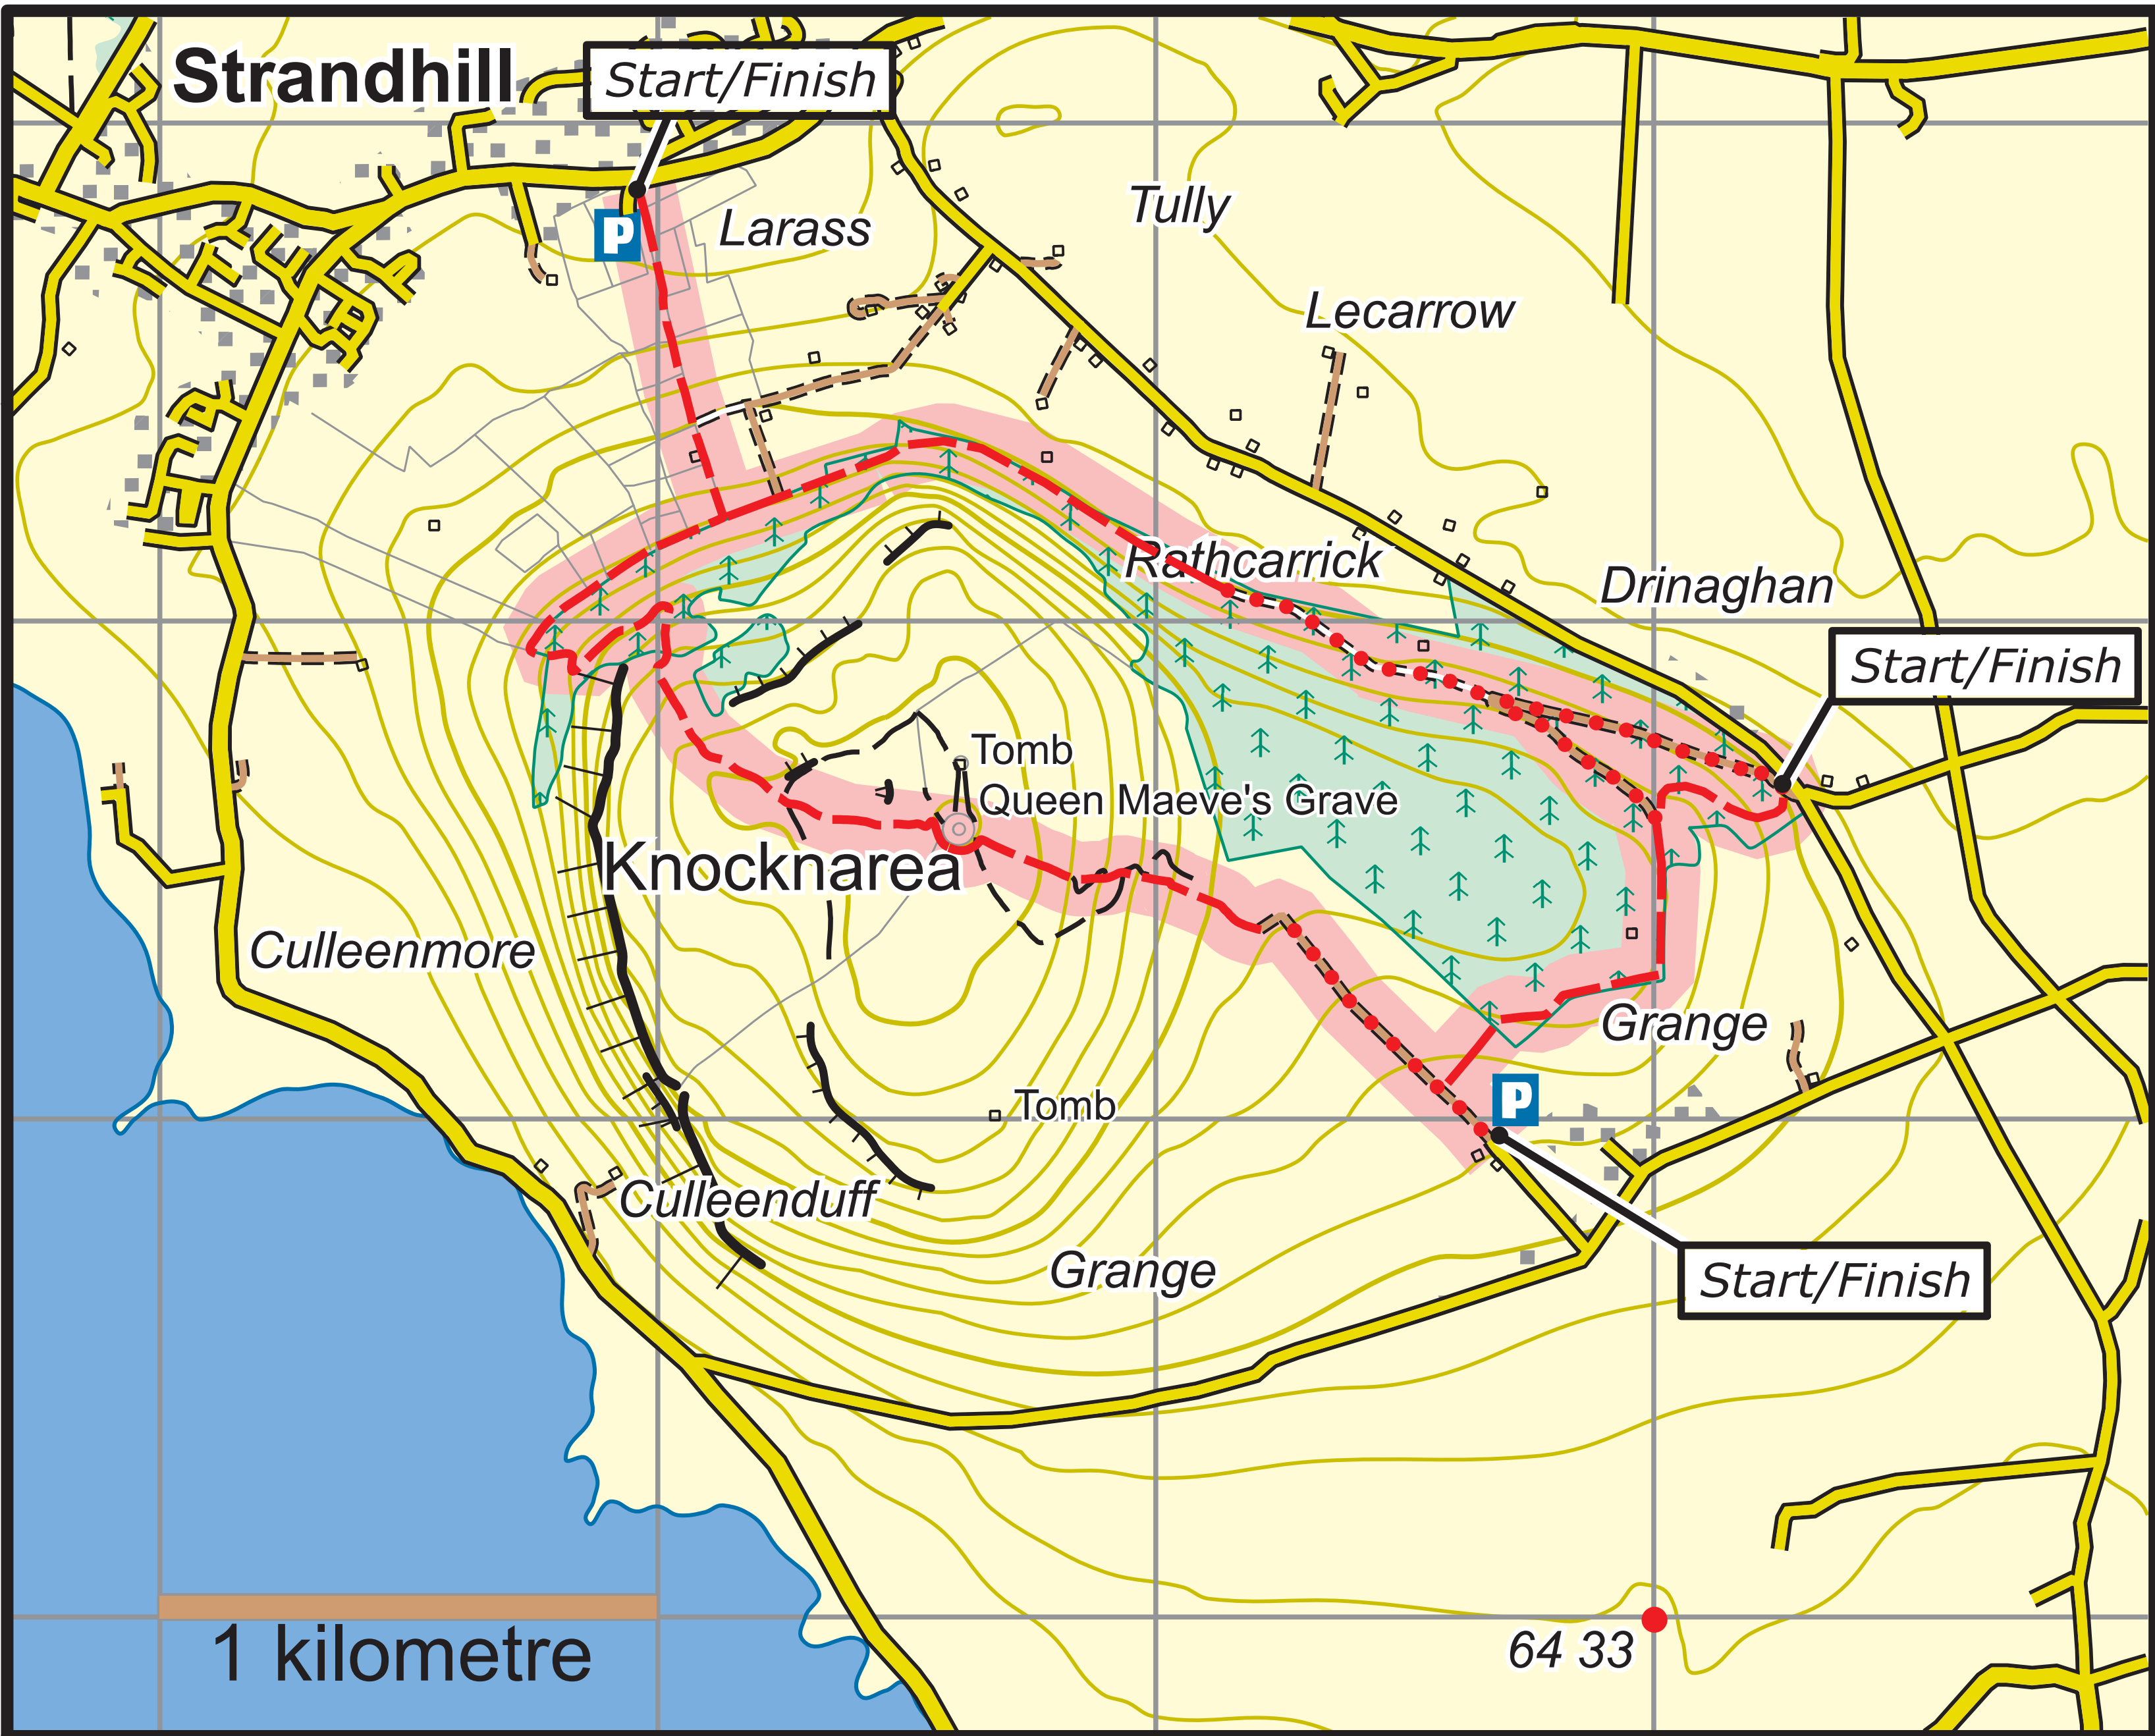 Strandhill
Start/Finish
P
Larass
Tully
Lecarrow
Rathcarrick
Drinaghan
Start/Finish
Tomb
Queen Maeve's Grave
Knocknarea
Culleenmore
Grange
P
Tomb
Culleenduff
Grange
Start/Finish
1 kilometre
64 33